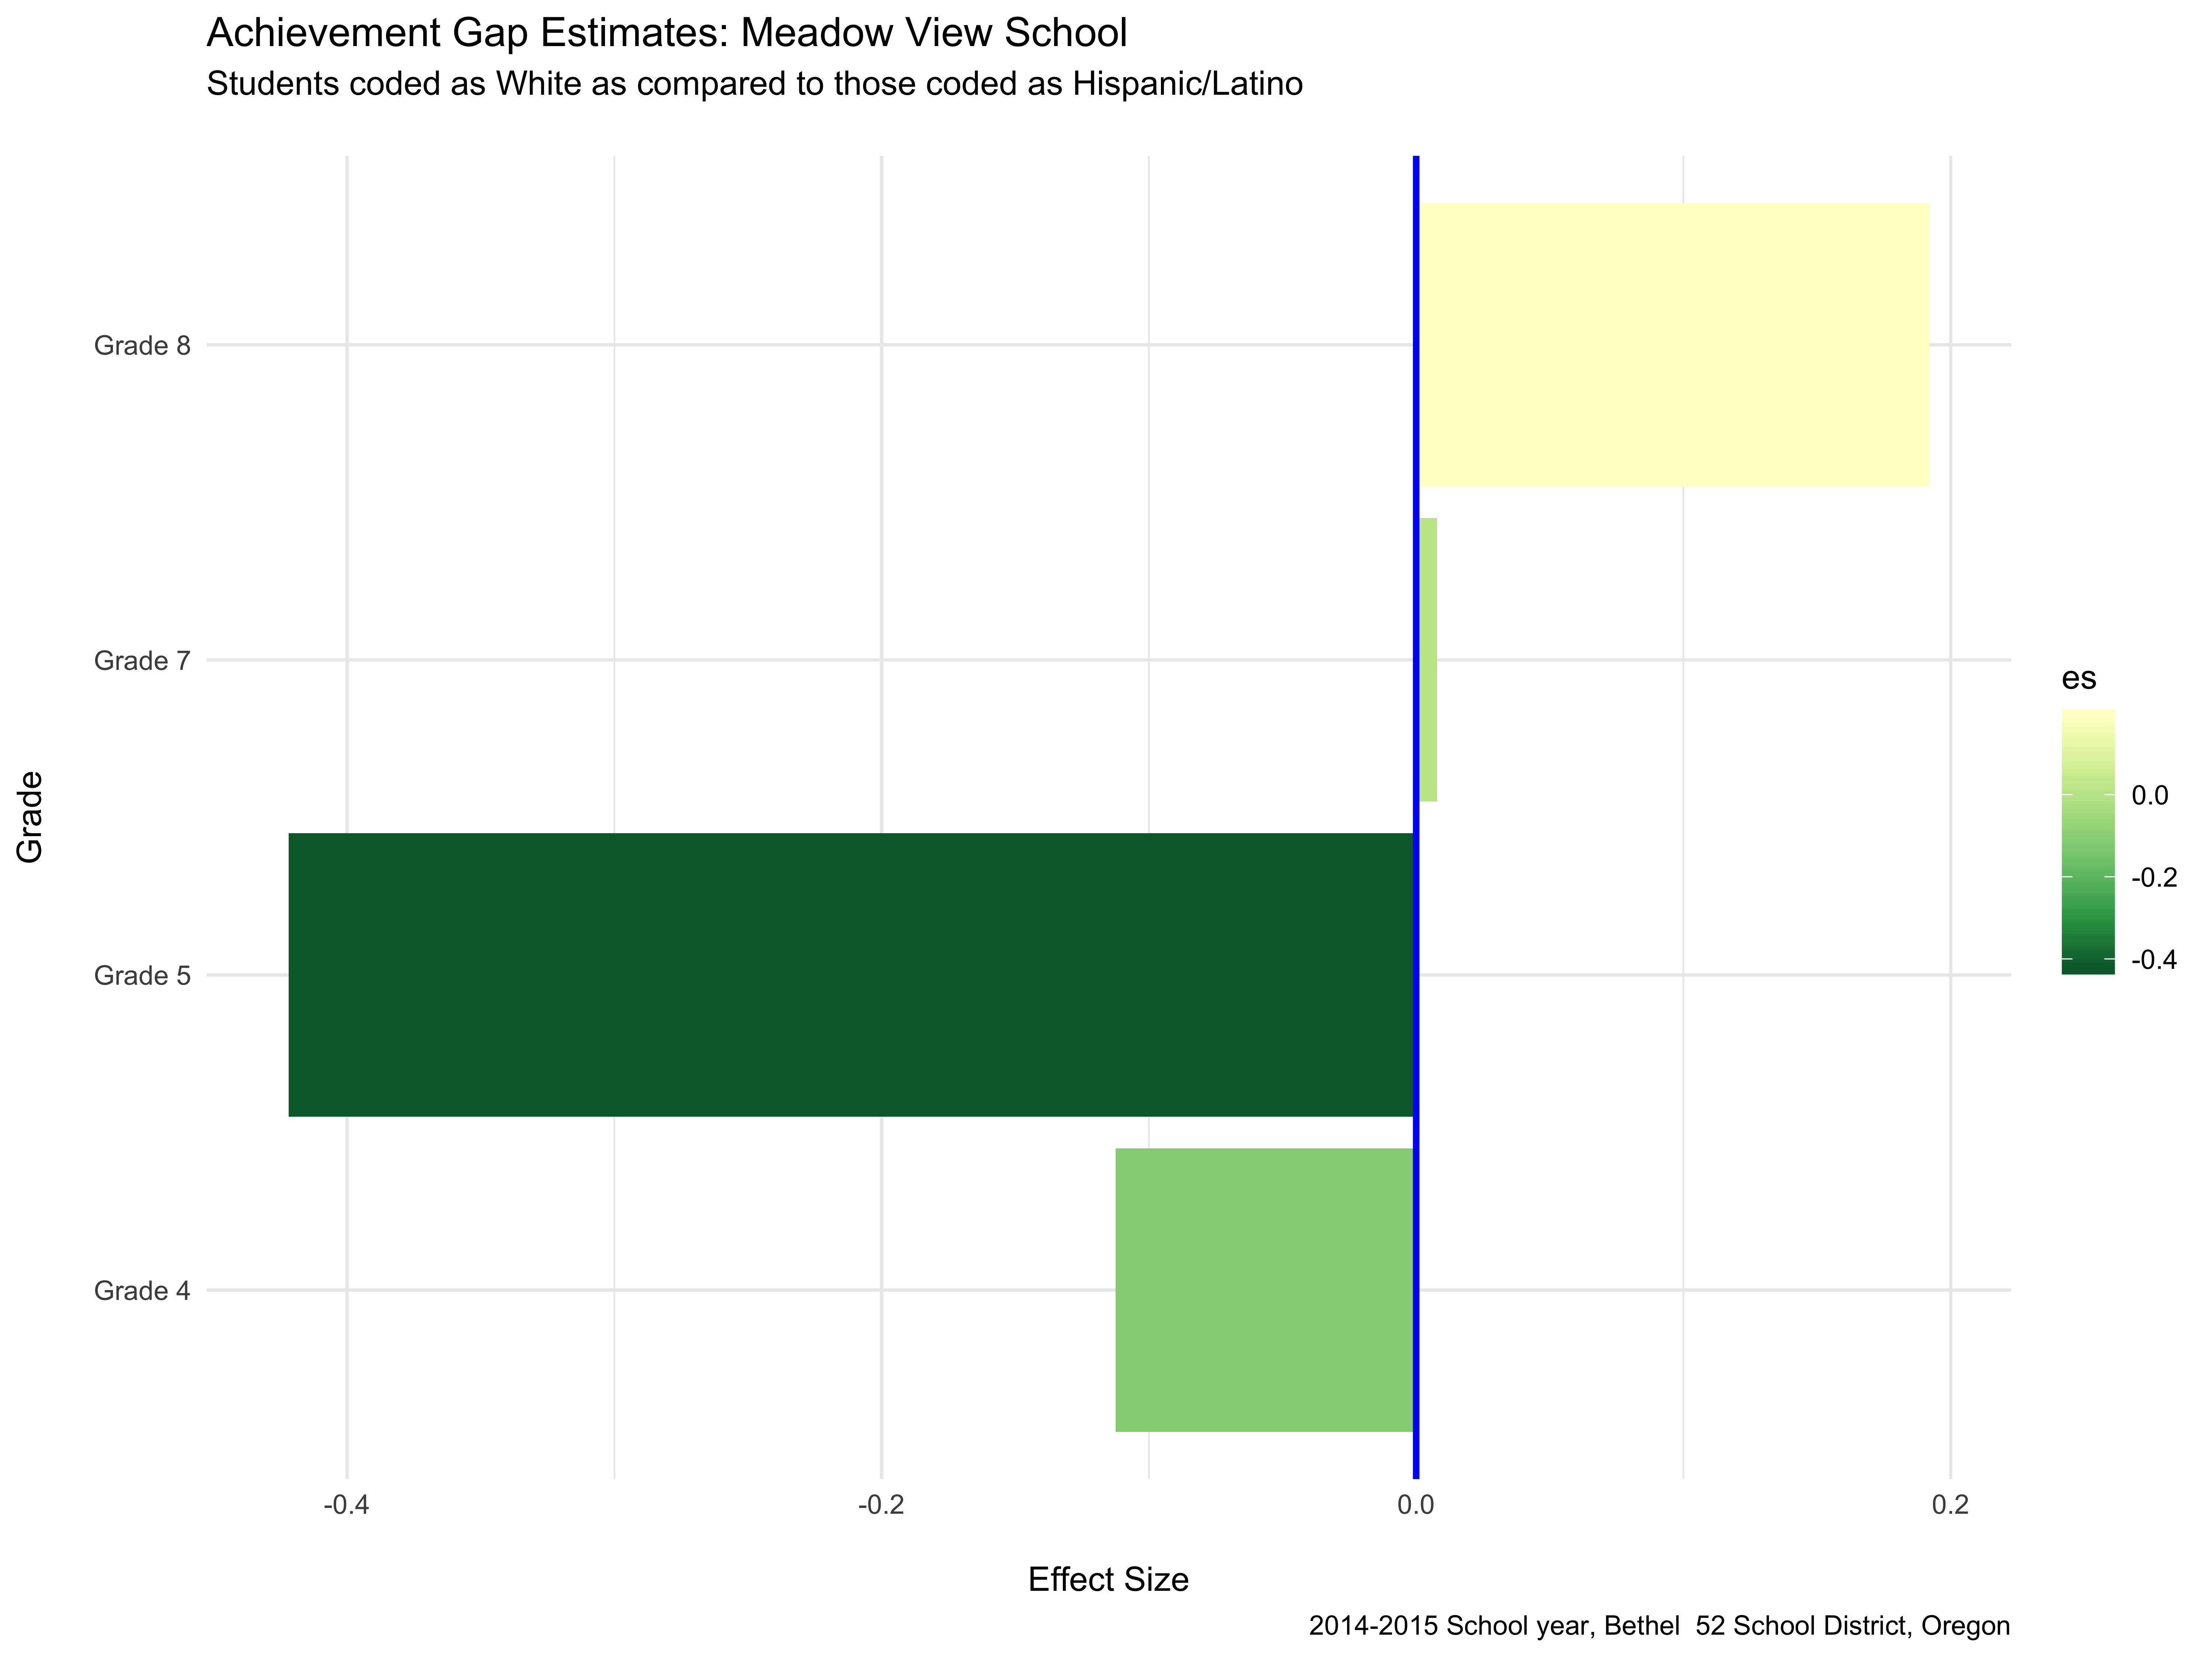 Achievement Gap Estimates: Meadow View School
Students coded as White as compared to those coded as Hispanic/Latino
Grade 8
Grade 7
Grade 5
Grade 4
Grade
es
0.0
-0.2
-0.4
-0.4
-0.2
0.0
0.2
Effect Size
2014-2015 School year, Bethel  52 School District, Oregon